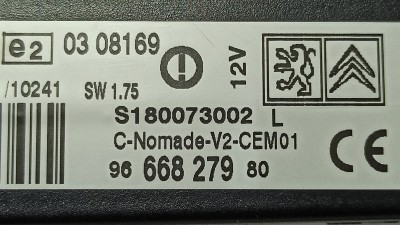 e2 03 08169
12V
/10241 SW 1.75
S180073002 L
C-Nomade-V2-CEM01
96 668 279 80
CE